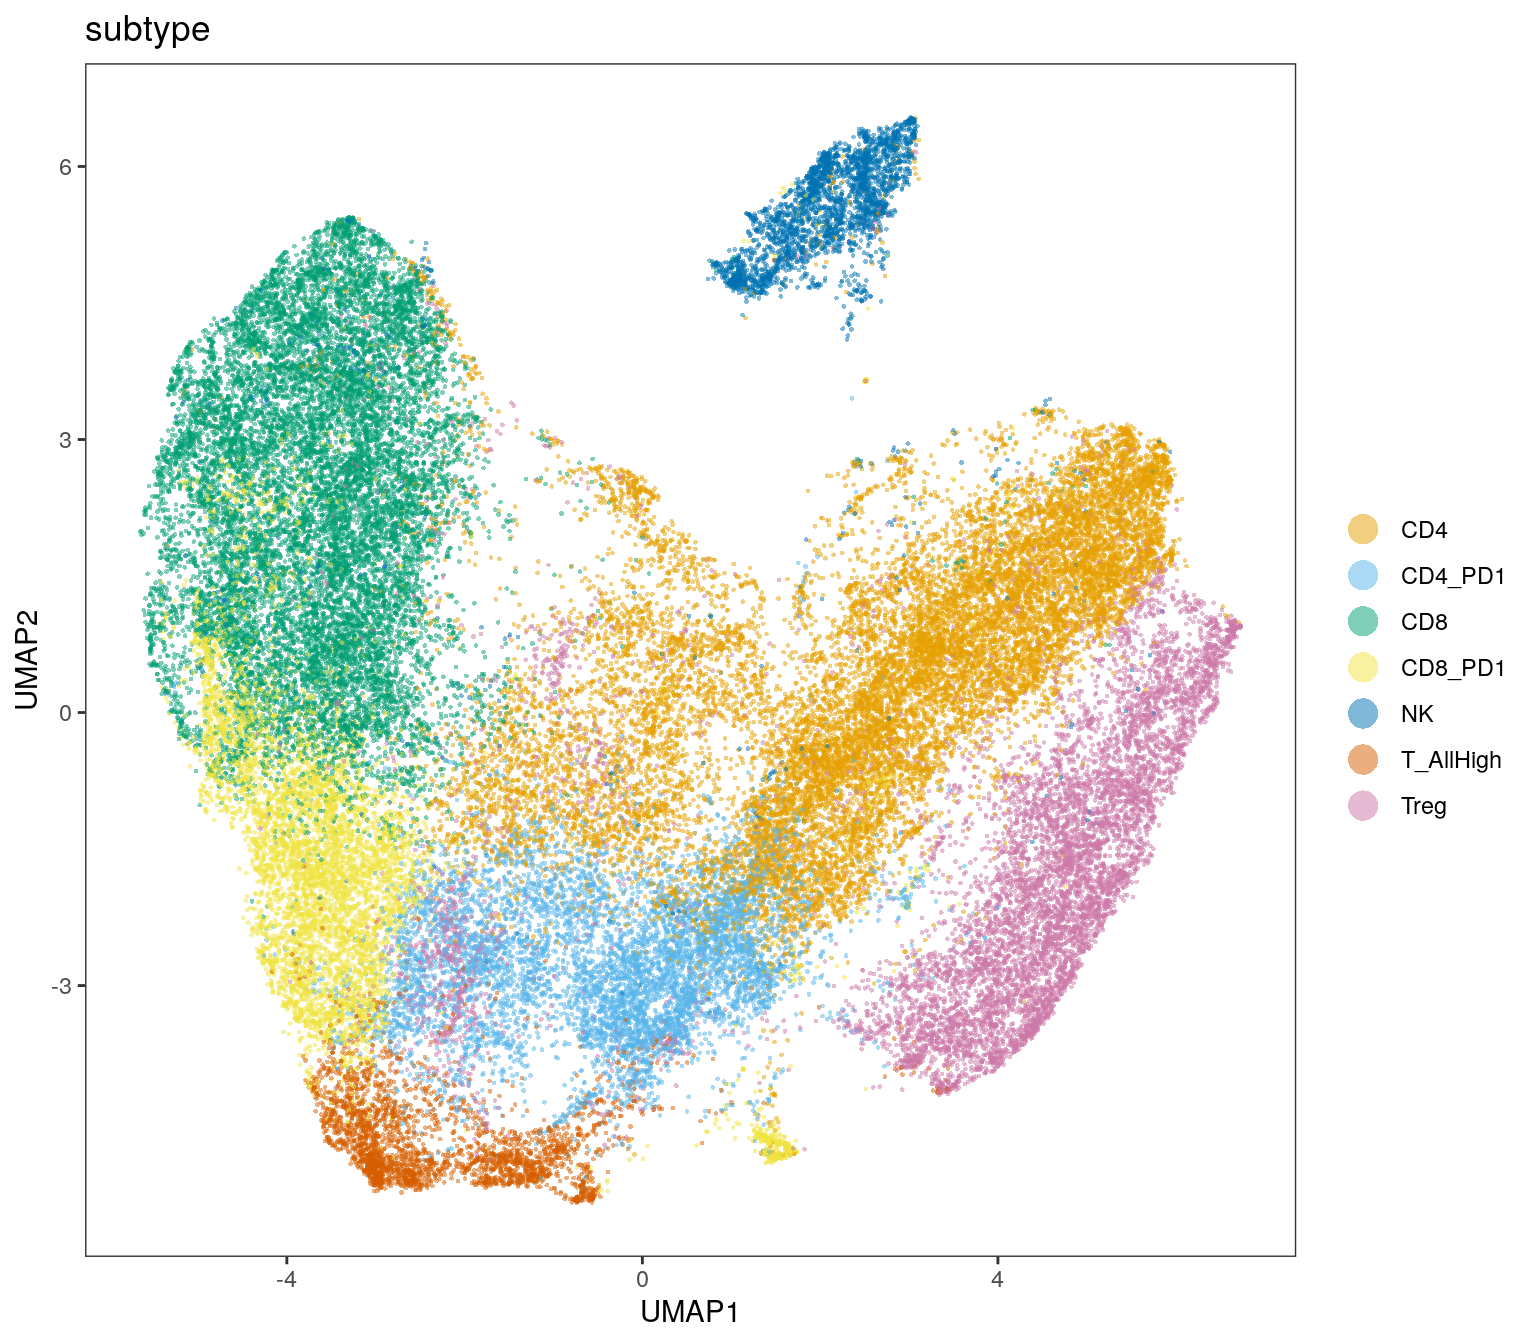 subtype
UMAP2
6
3
0
-3
-4
0
4
UMAP1
CD4
CD4_PD1
CD8
CD8_PD1
NK
T_AllHigh
Treg